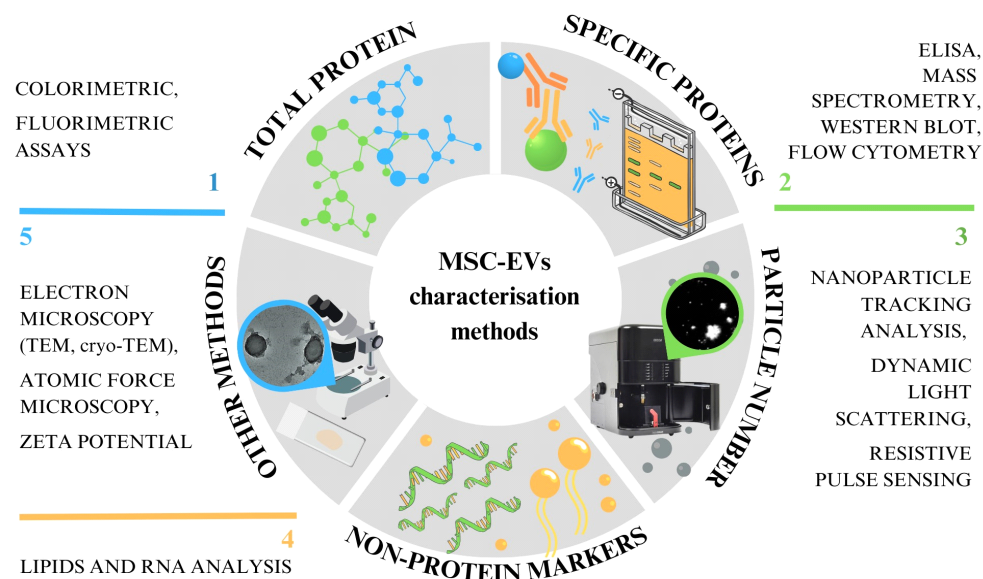 TOTAL PROTEIN
SPECIFIC PROTEINS
COLORIMETRIC,
FLUORIMETRIC
ASSAYS
1
ELISA,
MASS
SPECTROMETRY,
WESTERN BLOT,
FLOW CYTOMETRY
2
MSC-EVs
characterisation
methods
PARTICLE NUMBER
3
NANOPARTICLE
TRACKING
ANALYSIS,
DYNAMIC
LIGHT
SCATTERING,
RESISTIVE
PULSE SENSING
OTHER METHODS
5
ELECTRON
MICROSCOPY
(TEM, cryo-TEM),
ATOMIC FORCE
MICROSCOPY,
ZETA POTENTIAL
NON-PROTEIN MARKERS
4
LIPIDS AND RNA ANALYSIS